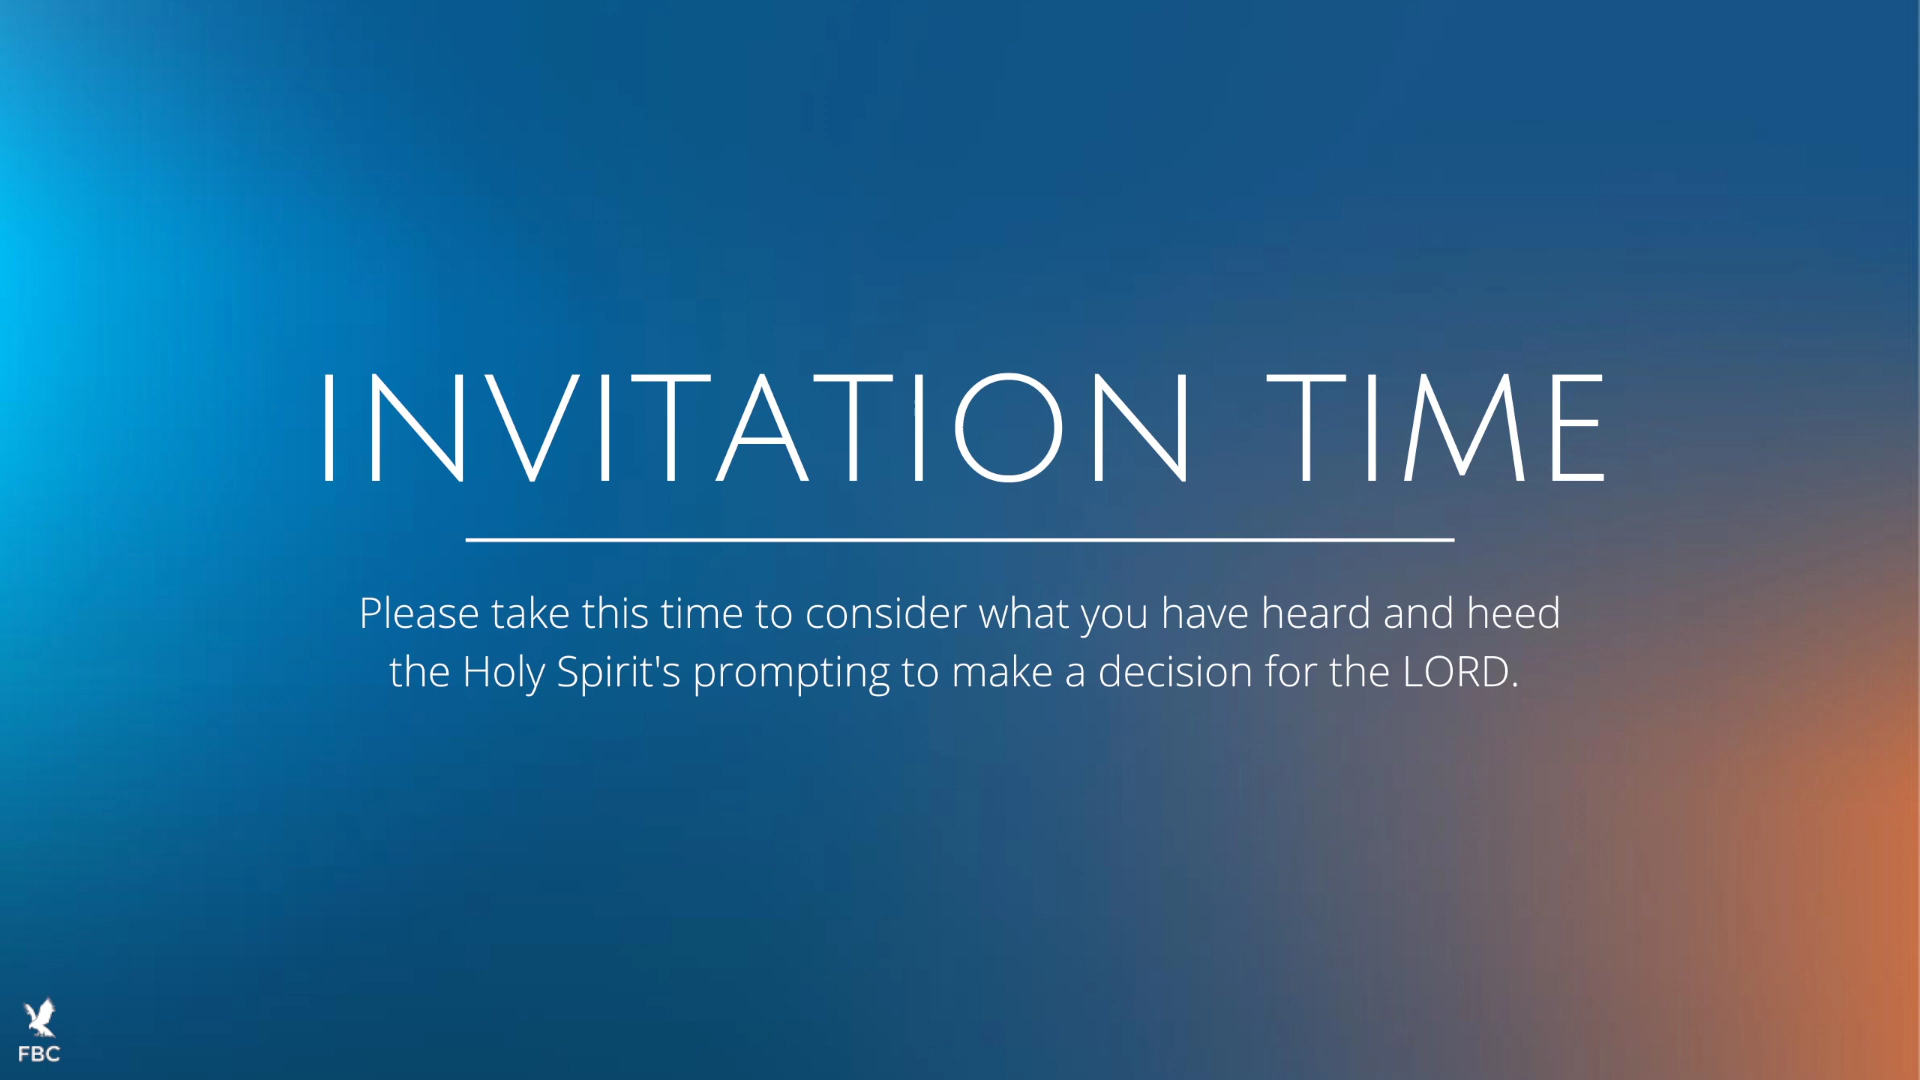 INVITATION TIME
Please take this time to consider what you have heard and heed
the Holy Spirit's prompting to make a decision for the LORD.
FBC